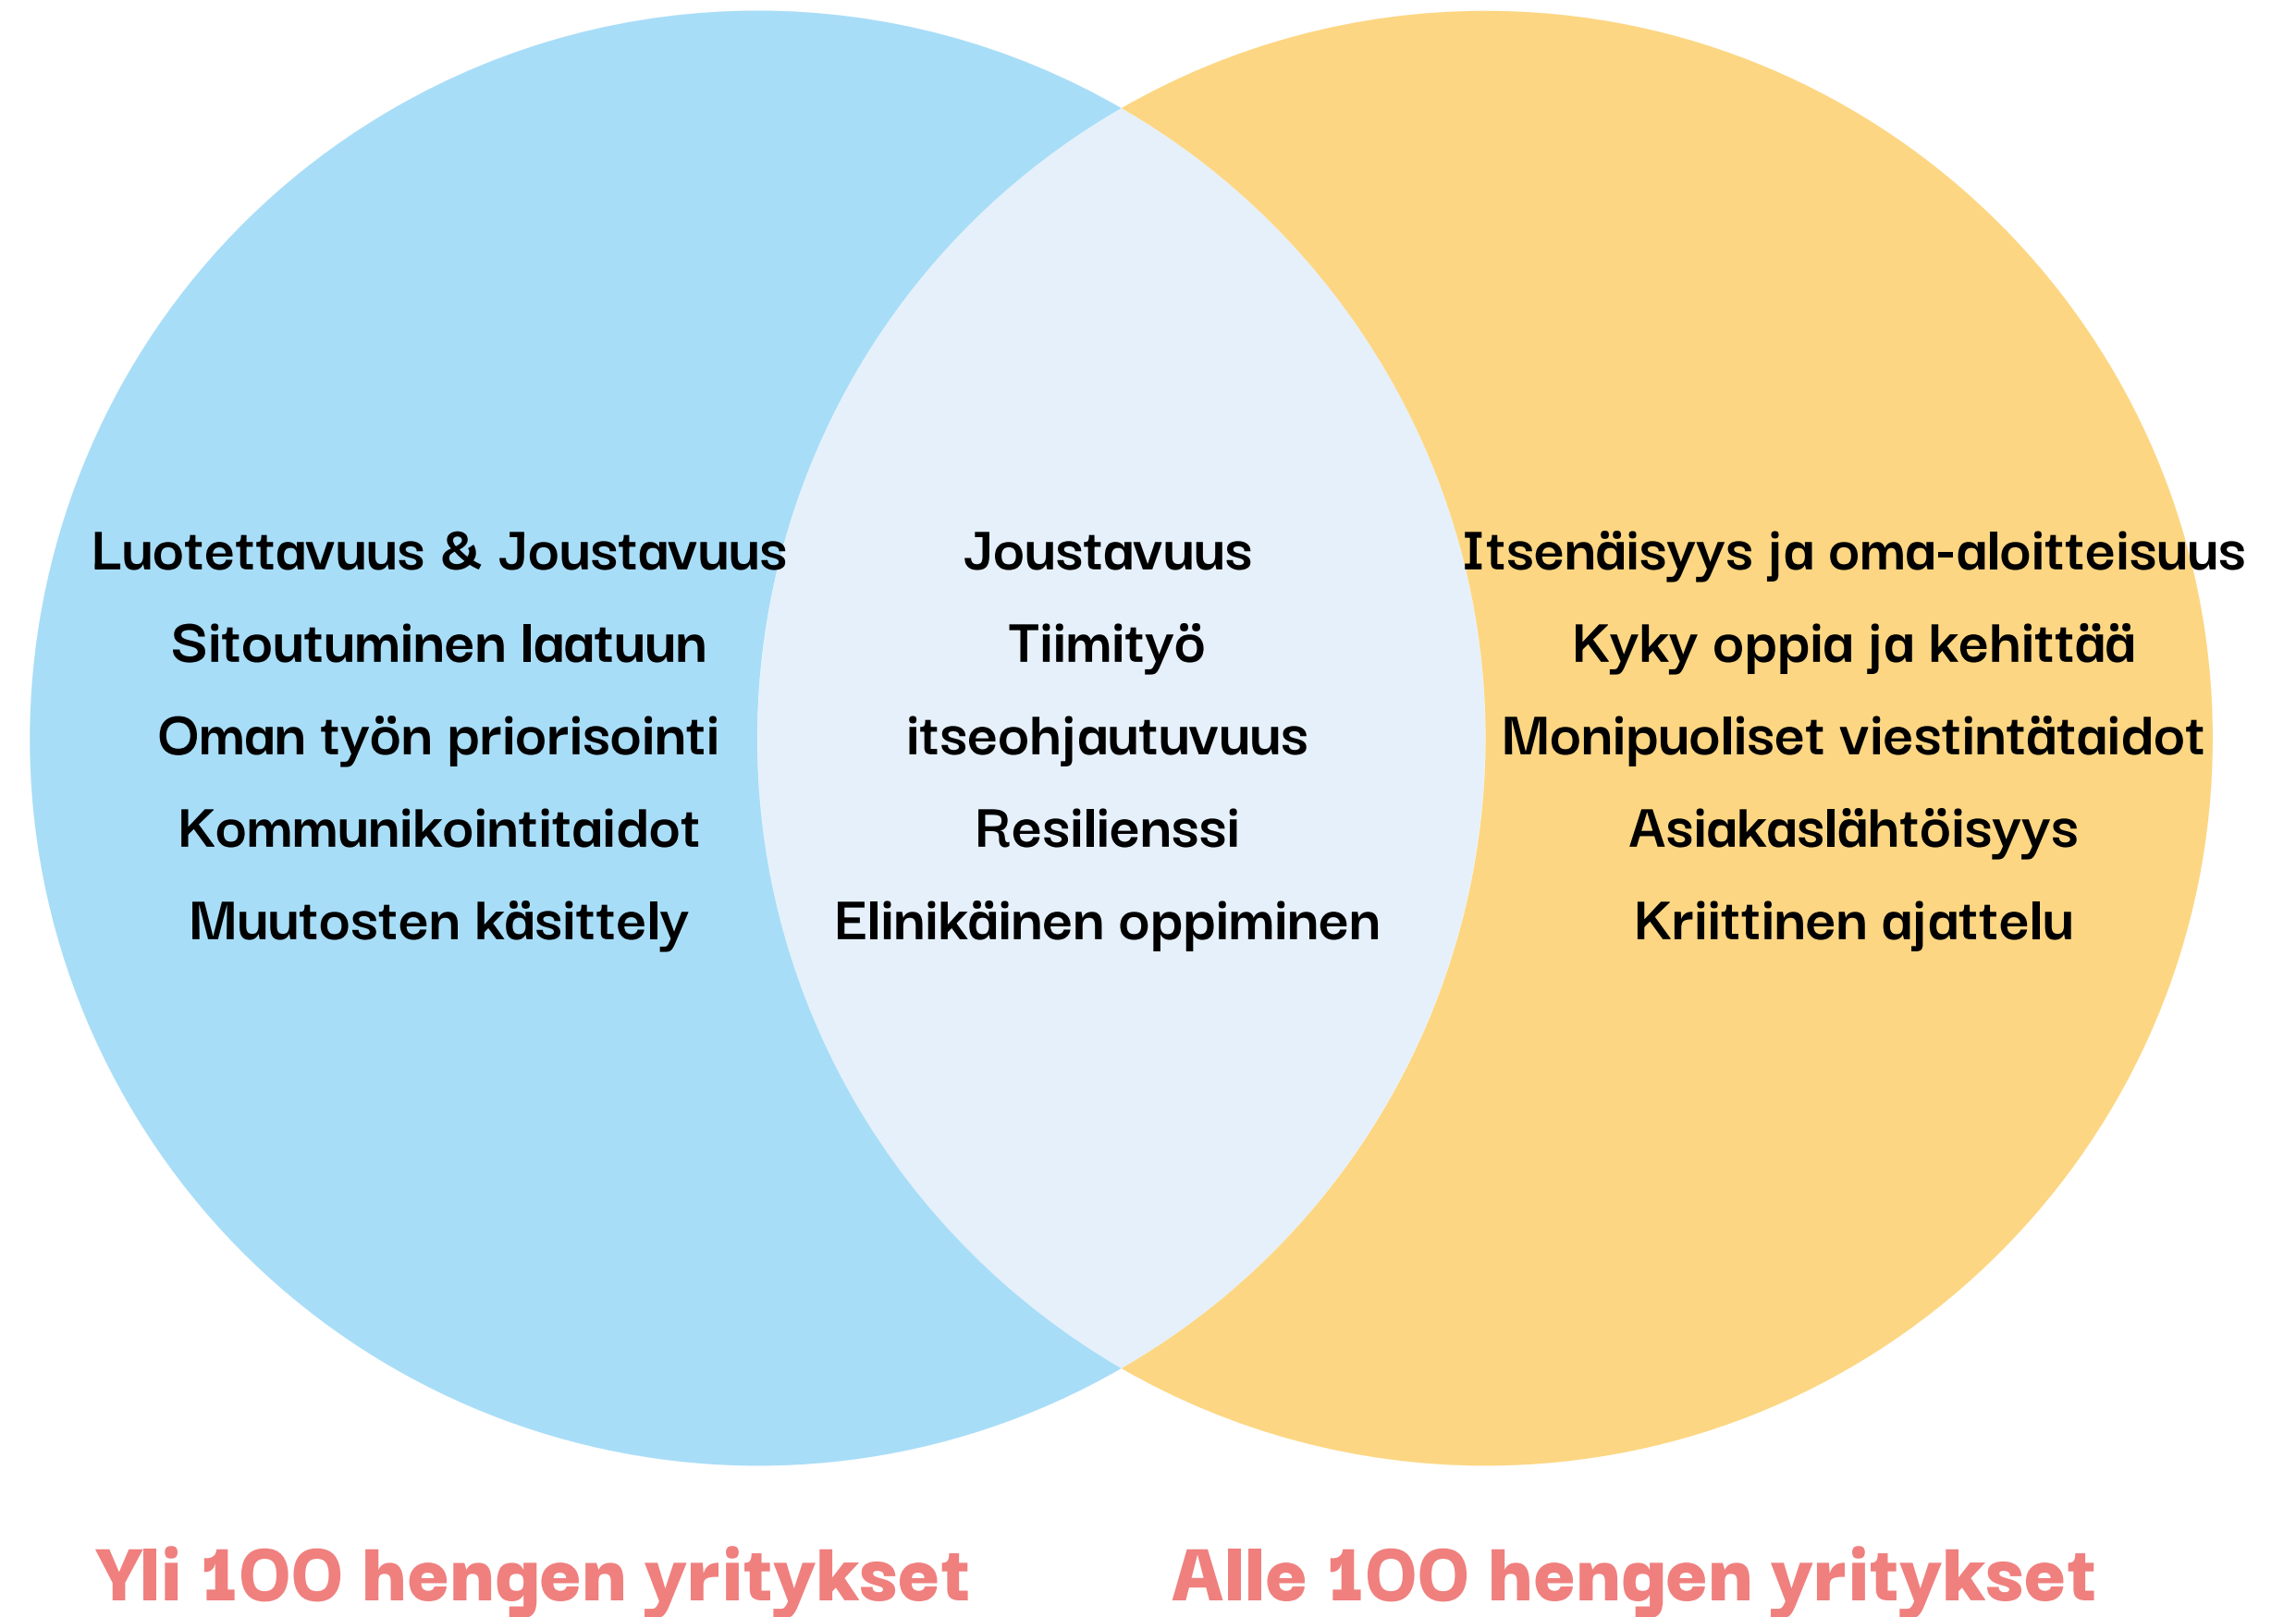 Luotettavuus & Joustavuus
Sitoutuminen laatuun
Oman työn priorisointi
Kommunikointitaidot
Muutosten käsittely
Joustavuus
Tiimityö
itseohjautuvuus
Resilienssi
Elinikäinen oppiminen
Itsenäisyys ja oma-aloitteisuus
Kyky oppia ja kehittää
Monipuoliset viestintätaidot
Asiakaslähtöisyys
Kriittinen ajattelu
Yli 100 hengen yritykset
Alle 100 hengen yritykset